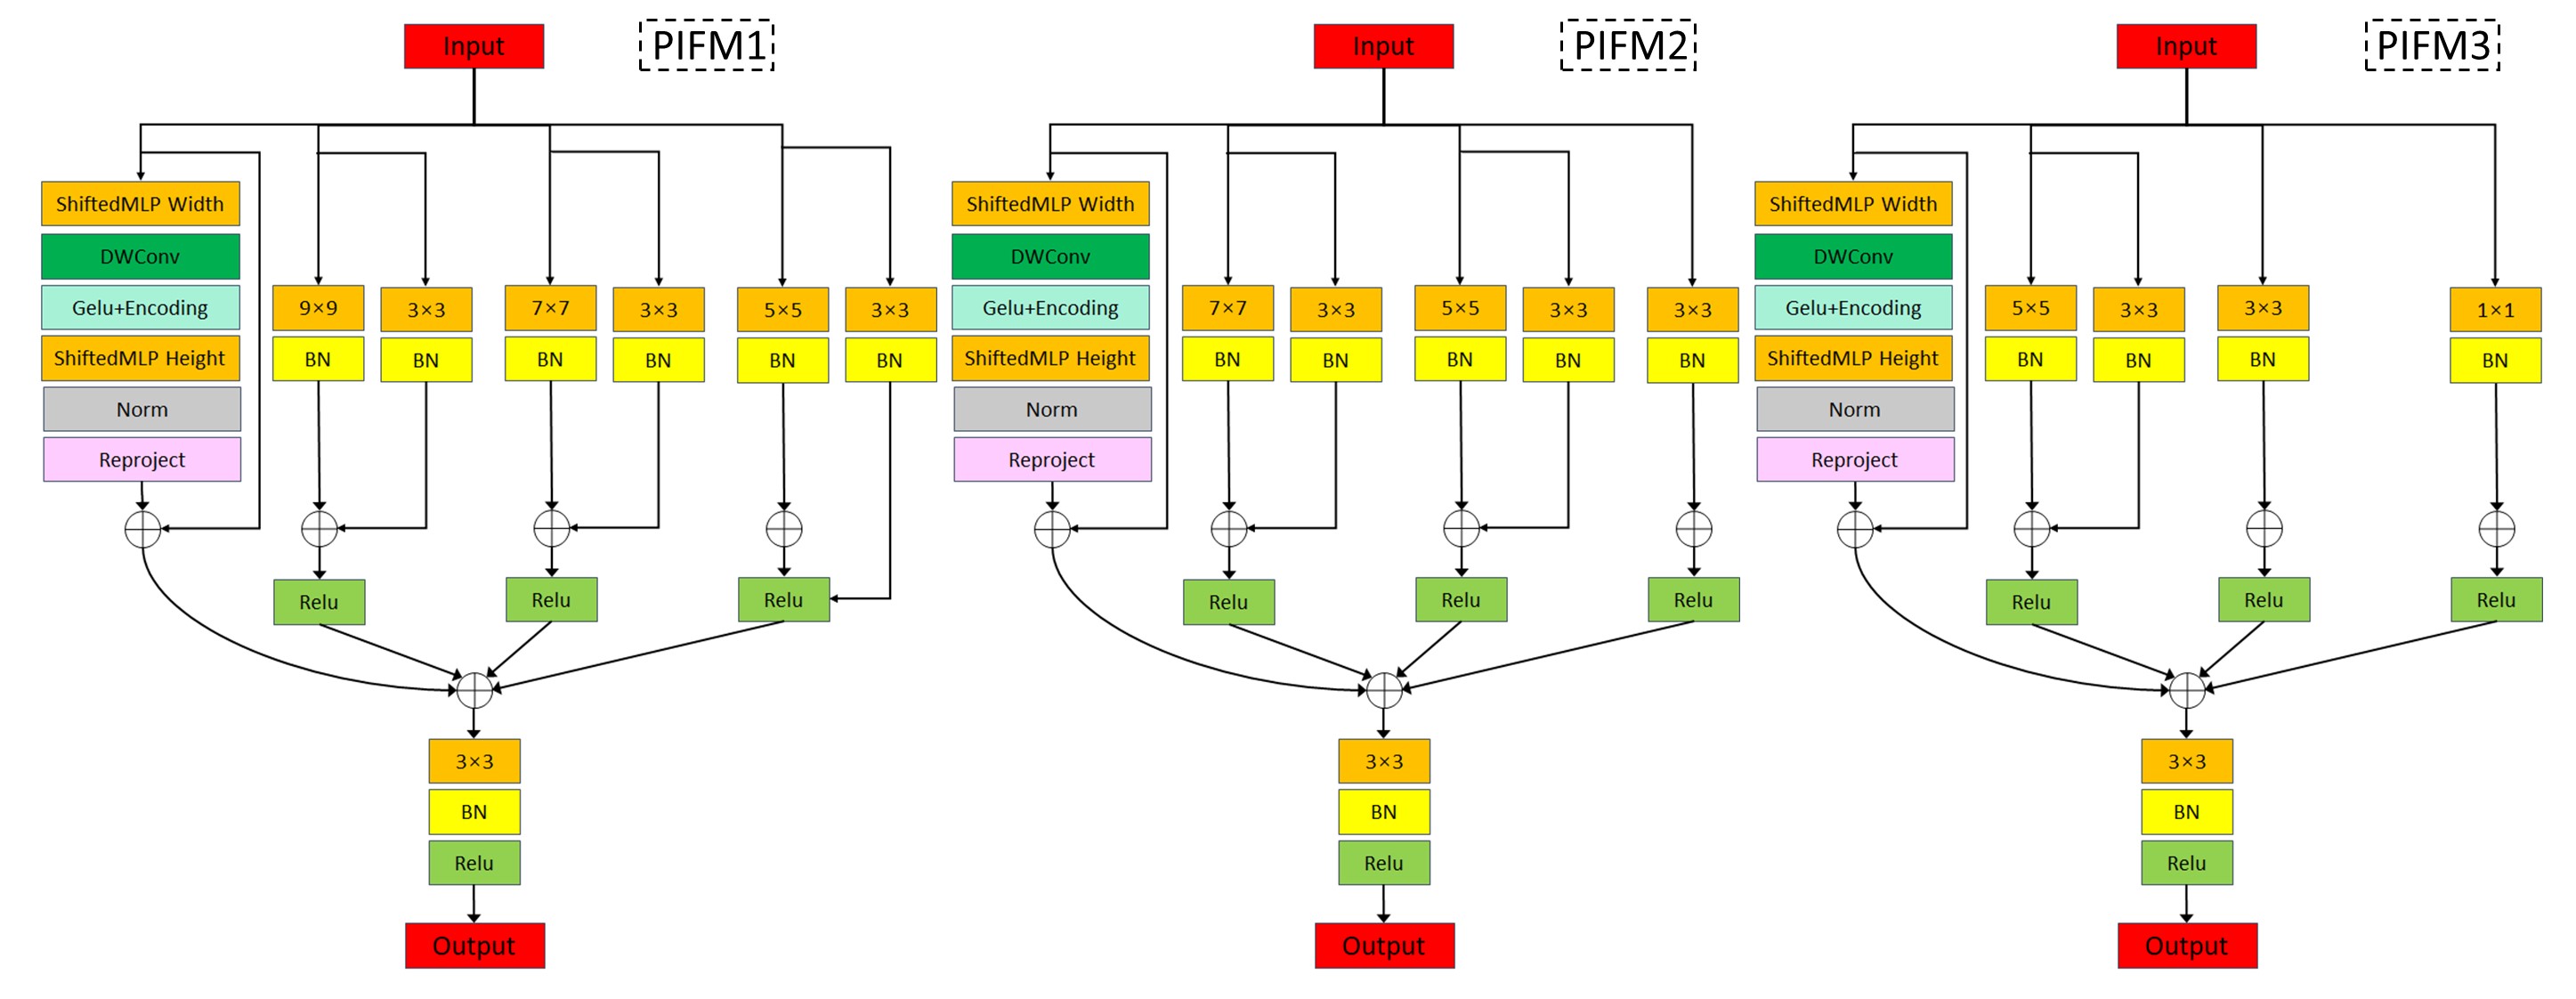 Input
PIFM1
ShiftedMLP Width
DWConv
Gelu+Encoding
ShiftedMLP Height
Norm
Reproject
9×9
BN
3×3
BN
7×7
BN
3×3
BN
5×5
BN
3×3
BN
Relu
Relu
Relu
3×3
BN
Relu
Output
Input
PIFM2
ShiftedMLP Width
DWConv
Gelu+Encoding
ShiftedMLP Height
Norm
Reproject
7×7
BN
3×3
BN
5×5
BN
3×3
BN
3×3
BN
Relu
Relu
Relu
3×3
BN
Relu
Output
Input
PIFM3
ShiftedMLP Width
DWConv
Gelu+Encoding
ShiftedMLP Height
Norm
Reproject
5×5
BN
3×3
BN
3×3
BN
1×1
BN
Relu
Relu
Relu
3×3
BN
Relu
Output